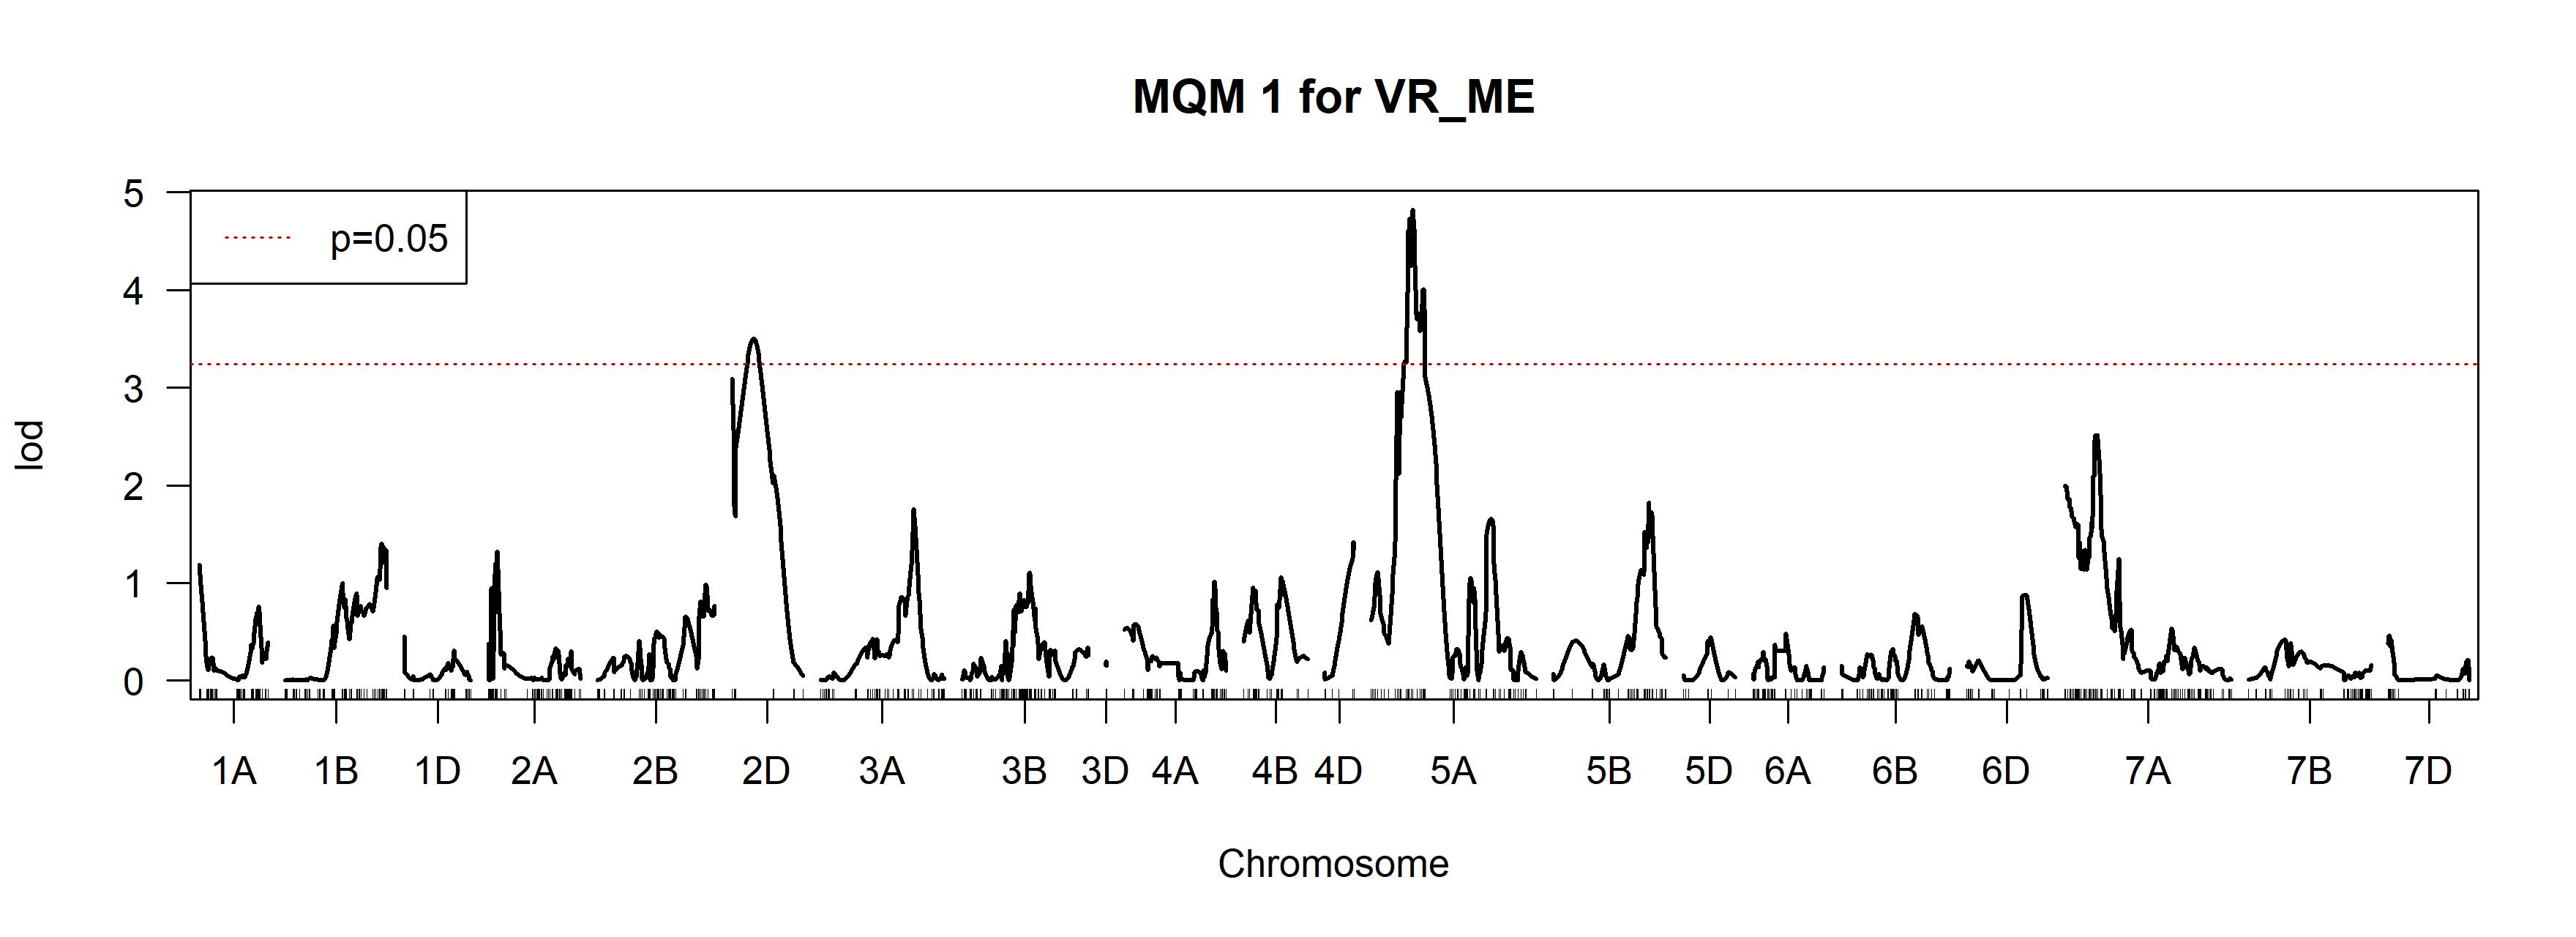 MQM 1 for VR_ME
5
4
3
2
1
0
p=0.05
lod
1A 1B 1D 2A 2B 2D 3A 3B 3D 4A 4B 4D 5A 5B 5D 6A 6B 6D 7A 7B 7D
Chromosome